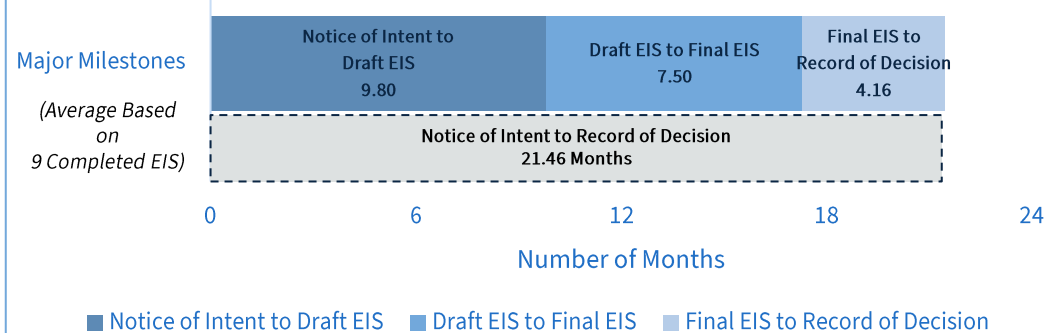 Major Milestones
(Average Based
on
9 Completed EIS)
Notice of Intent to
Draft EIS
9.80
Draft EIS to Final EIS
7.50
Final EIS to
Record of Decision
4.16
Notice of Intent to Record of Decision
21.46 Months
0 6 12 18 24
Number of Months
Notice of Intent to Draft EIS Draft EIS to Final EIS Final EIS to Record of Decision